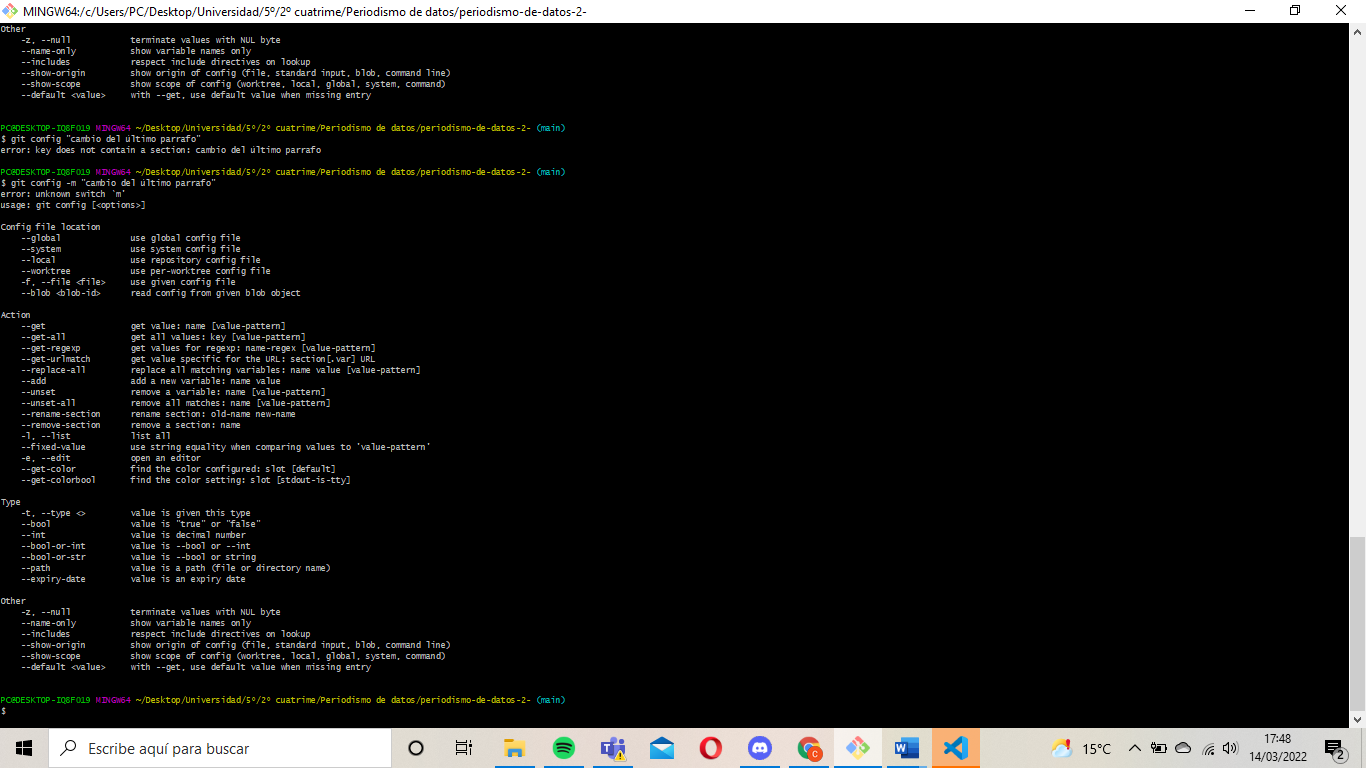 MINGW64:/c/Users/PC/Desktop/Universidad/5º/2º cuatrime/Periodismo de datos/periodismo-de-datos-2-
Other
-z, --null terminate values with NUL byte
--name-only show variable names only
--includes respect include directives on lookup
--show-origin show origin of config (file, standard input, blob, command line)
--show-scope show scope of config (worktree, local, global, system, command)
--default <value> with --get, use default value when missing entry
PC@DESKTOP-IQ8FO19 MINGW64 ~/Desktop/Universidad/5º/2º cuatrime/Periodismo de datos/periodismo-de-datos-2- (main)
$ git config "cambio del último parrafo"
error: key does not contain a section: cambio del último parrafo
PC@DESKTOP-IQ8FO19 MINGW64 ~/Desktop/Universidad/5º/2º cuatrime/Periodismo de datos/periodismo-de-datos-2- (main)
$ git config -m "cambio del último parrafo"
error: unknown switch `m'
usage: git config [<options>]
Config file location
--global use global config file
--system use system config file
--local use repository config file
--worktree use per-worktree config file
-f, --file <file> use given config file
--blob <blob-id> read config from given blob object
Action
--get get value: name [value-pattern]
--get-all get all values: key [value-pattern]
--get-regexp get values for regexp: name-regex [value-pattern]
--get-urlmatch get value specific for the URL: section[.var] URL
--replace-all replace all matching variables: name value [value-pattern]
--add add a new variable: name value
--unset remove a variable: name [value-pattern]
--unset-all remove all matches: name [value-pattern]
--rename-section rename section: old-name new-name
--remove-section remove a section: name
-l, --list list all
--fixed-value use string equality when comparing values to 'value-pattern'
-e, --edit open an editor
--get-color find the color configured: slot [default]
--get-colorbool find the color setting: slot [stdout-is-tty]
Type
-t, --type <> value is given this type
--bool value is "true" or "false"
--int value is decimal number
--bool-or-int value is --bool or --int
--bool-or-str value is --bool or string
--path value is a path (file or directory name)
--expiry-date value is an expiry date
Other
-z, --null terminate values with NUL byte
--name-only show variable names only
--includes respect include directives on lookup
--show-origin show origin of config (file, standard input, blob, command line)
--show-scope show scope of config (worktree, local, global, system, command)
--default <value> with --get, use default value when missing entry
PC@DESKTOP-IQ8FO19 MINGW64 ~/Desktop/Universidad/5º/2º cuatrime/Periodismo de datos/periodismo-de-datos-2- (main)
$
Escribe aquí para buscar
15°C
17:48
14/03/2022
2